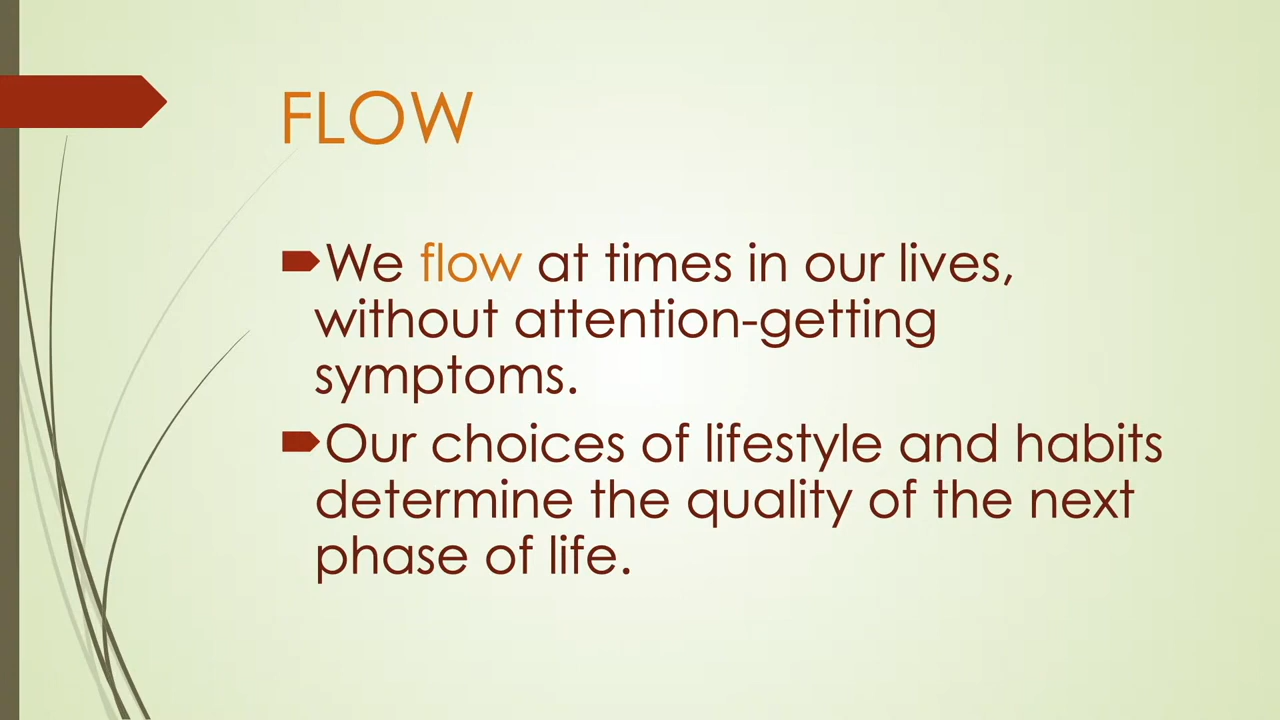 FLOW
We flow at times in our lives,
without attention-getting
symptoms.
Our choices of lifestyle and habits
determine the quality of the next
phase of life.